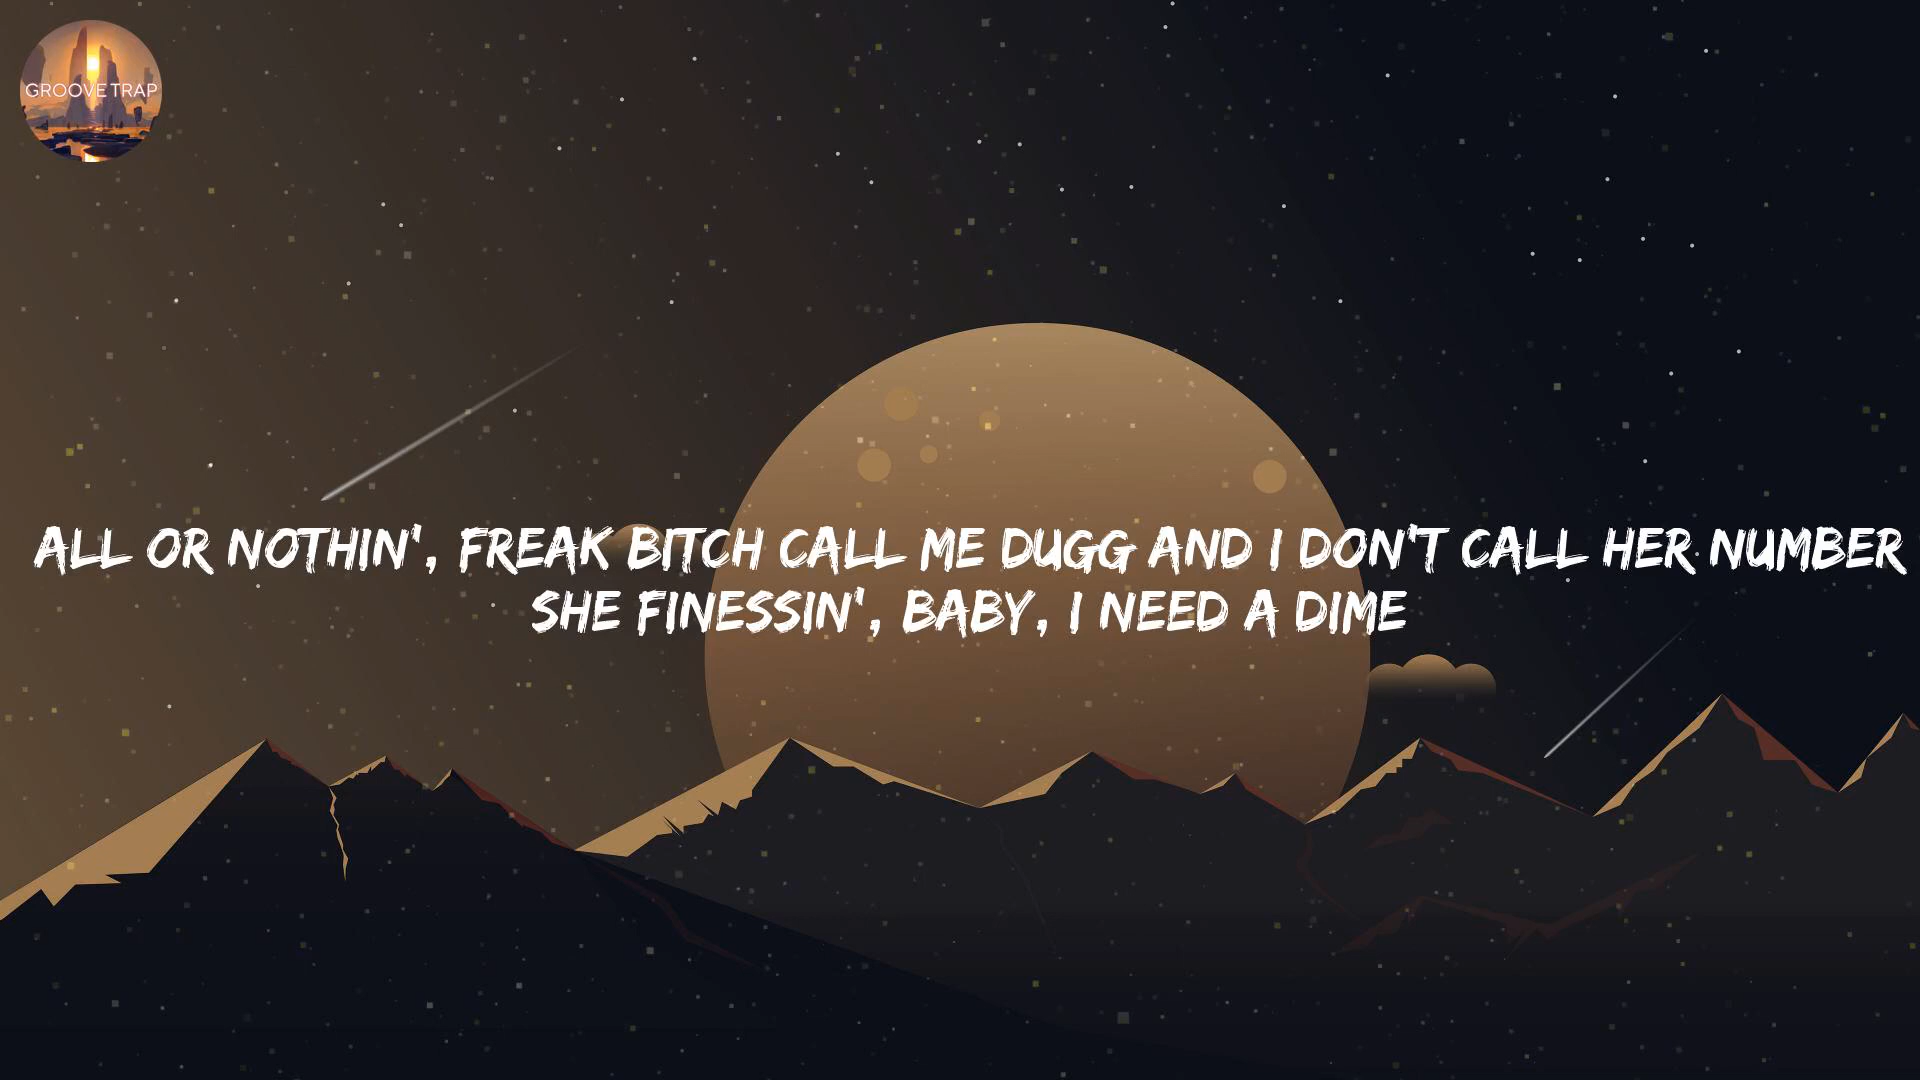 GROOVE TRAP
ALL OR NOTHIN', FREAK BITCH CALL ME DUGG AND I DON'T CALL HER NUMBER
SHE FINESSIN', BABY, I NEED A DIME